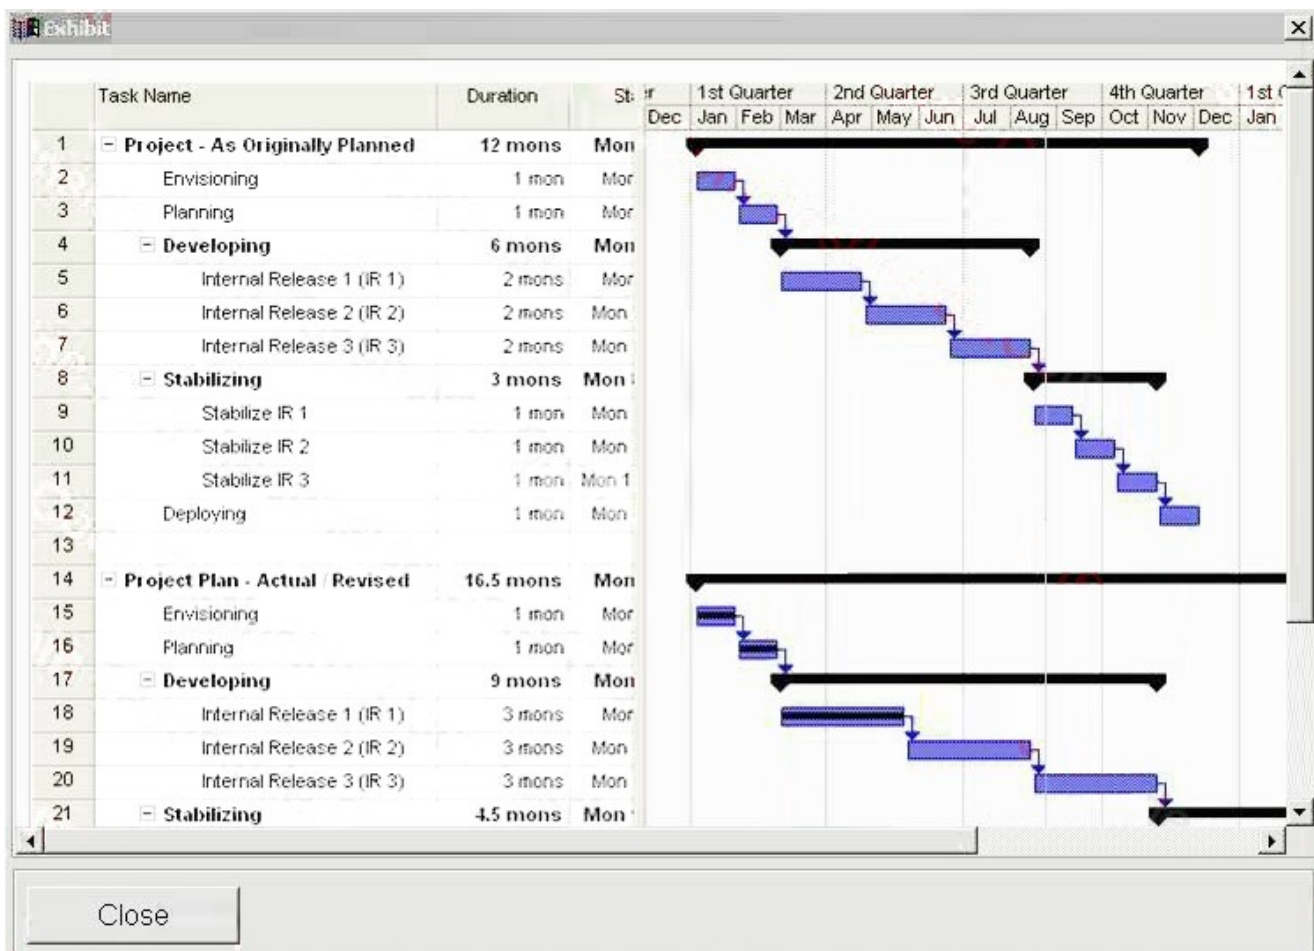 Exhibit
Task Name Duration 1st Quarter 2nd Quarter 3rd Quarter 4th Quarter
Dec Jan Feb Mar Apr May Jun Jul Aug Sep Oct Nov Dec Jan
1 Project - As Originally Planned 12 mons Mon
2 Envisioning 1 mon
3 Planning 1 mon
4 Developing 6 mons Mon
5 Internal Release 1 (IR 1) 2 mons
6 Internal Release 2 (IR 2) 2 mons Mon
7 Internal Release 3 (IR 3) 2 mons Mon
8 Stabilizing 3 mons Mon
9 Stabilize IR 1 1 mon Mon
10 Stabilize IR 2 1 mon Mon
11 Stabilize IR 3 1 mon Mon 1
12 Deploying 1 mon Mon
13
14 Project Plan - Actual / Revised 16.5 mons Mon
15 Envisioning 1 mon
16 Planning 1 mon
17 Developing 9 mons Mon
18 Internal Release 1 (IR 1) 3 mons
19 Internal Release 2 (IR 2) 3 mons Mon
20 Internal Release 3 (IR 3) 3 mons Mon
21 Stabilizing 4.5 mons Mon
Close